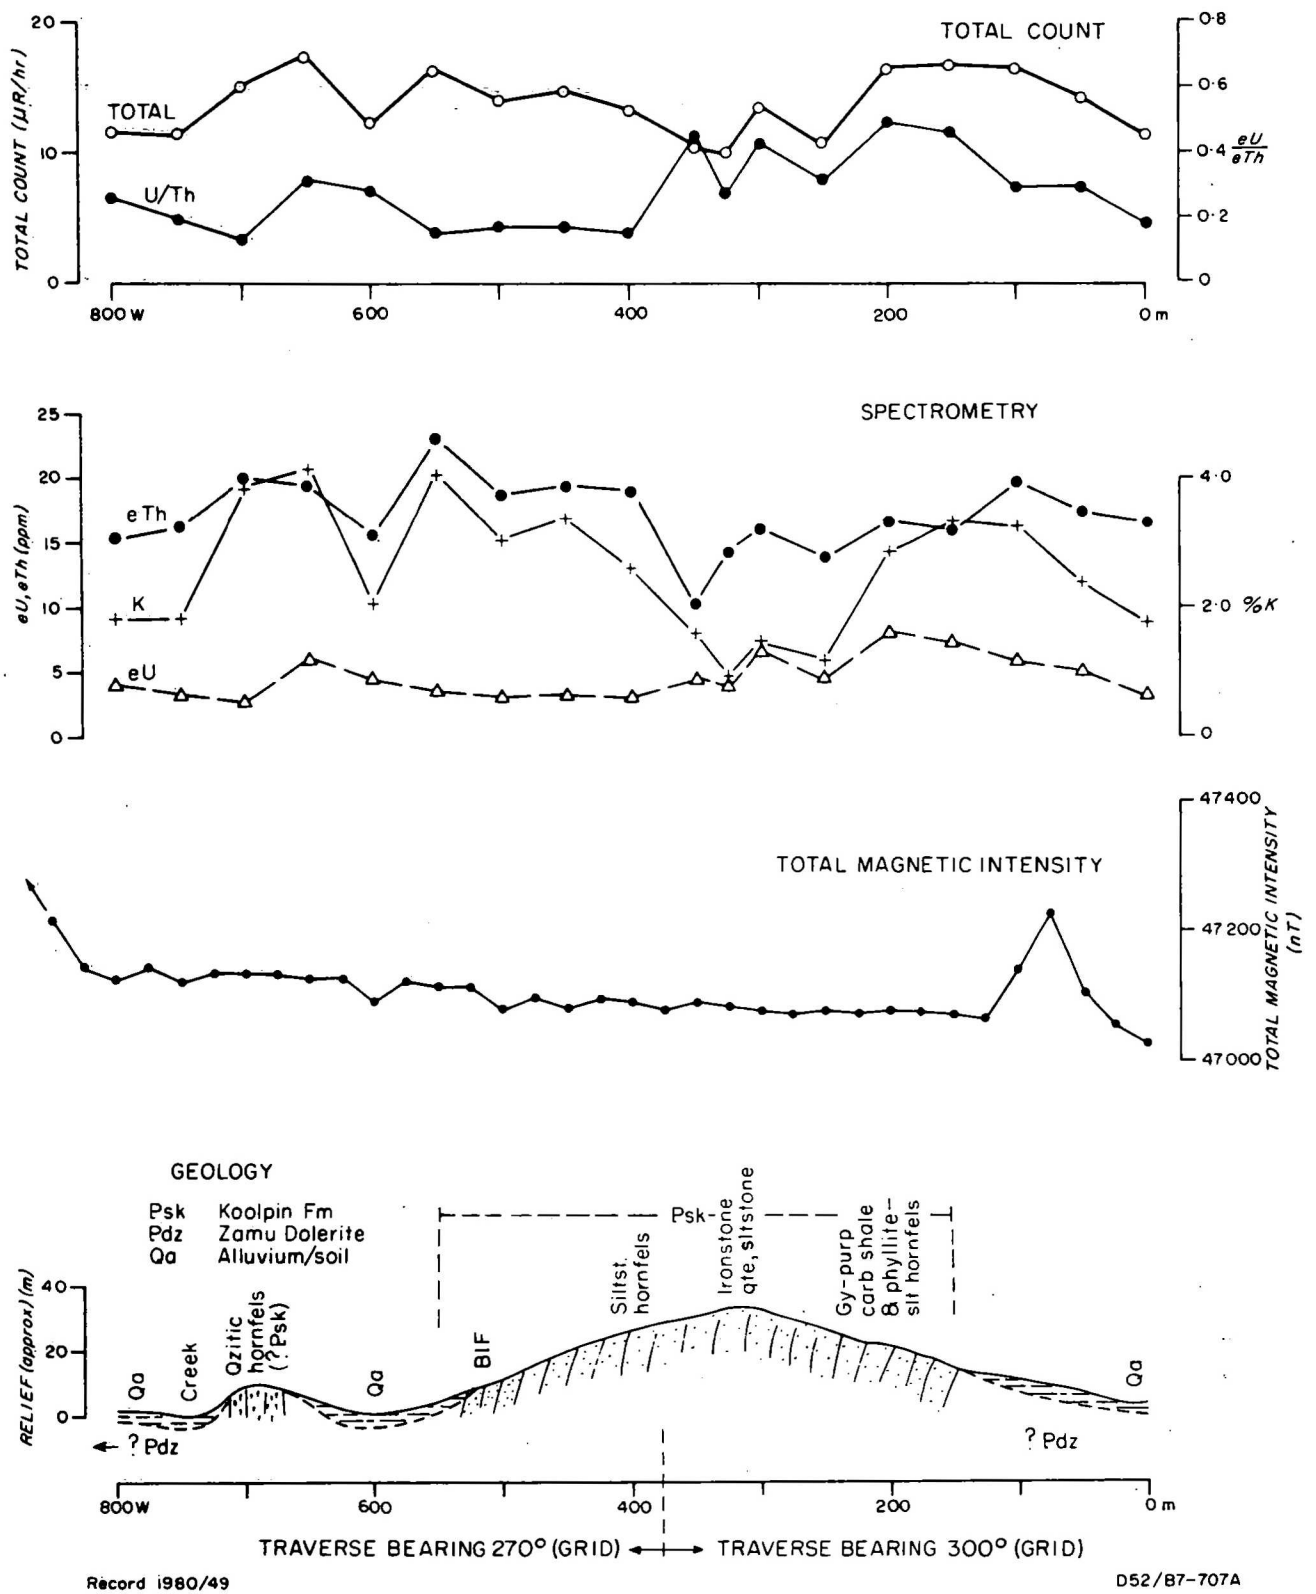 TOTAL COUNT
TOTAL COUNT (μR/hr)
20
10
0
TOTAL
U/Th
0·8
0·6
0·4
0·2
0
eU
eTh
800 W
600
400
200
0 m
SPECTROMETRY
eU, eTh (ppm)
25
20
15
10
5
0
eTh
K
eU
4·0
2·0 %K
0
TOTAL MAGNETIC INTENSITY
47400
47200
47000
TOTAL MAGNETIC INTENSITY
(nT)
GEOLOGY
Psk Koolpin Fm
Pdz Zamu Dolerite
Qa Alluvium/soil
Psk
RELIEF (approx) (m)
40
20
0
Qa
Creek
Qzitic
hornfels
(?Psk)
Qa
BIF
Siltst.
hornfels
Ironstone
qte, sltstone
Gy-purp
carb shale
& phyllite-
slt hornfels
Qa
? Pdz
? Pdz
800W
600
400
200
0 m
TRAVERSE BEARING 270° (GRID)
TRAVERSE BEARING 300° (GRID)
Record 1980/49
D52/B7-707A